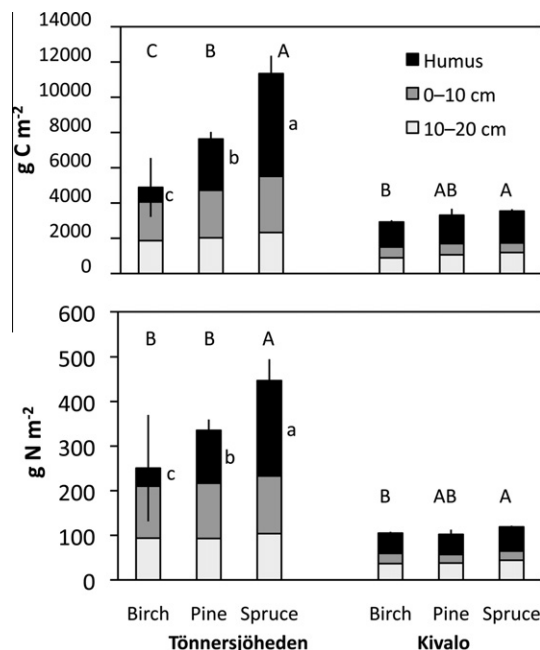 14000
12000
10000
8000
6000
4000
2000
0
g C m-2
C B A
c
b
a
Humus
0–10 cm
10–20 cm
B AB A
600
500
400
300
200
100
0
g N m-2
B B A
c
b
a
B AB A
Birch Pine Spruce Birch Pine Spruce
Tönnersjöheden Kivalo